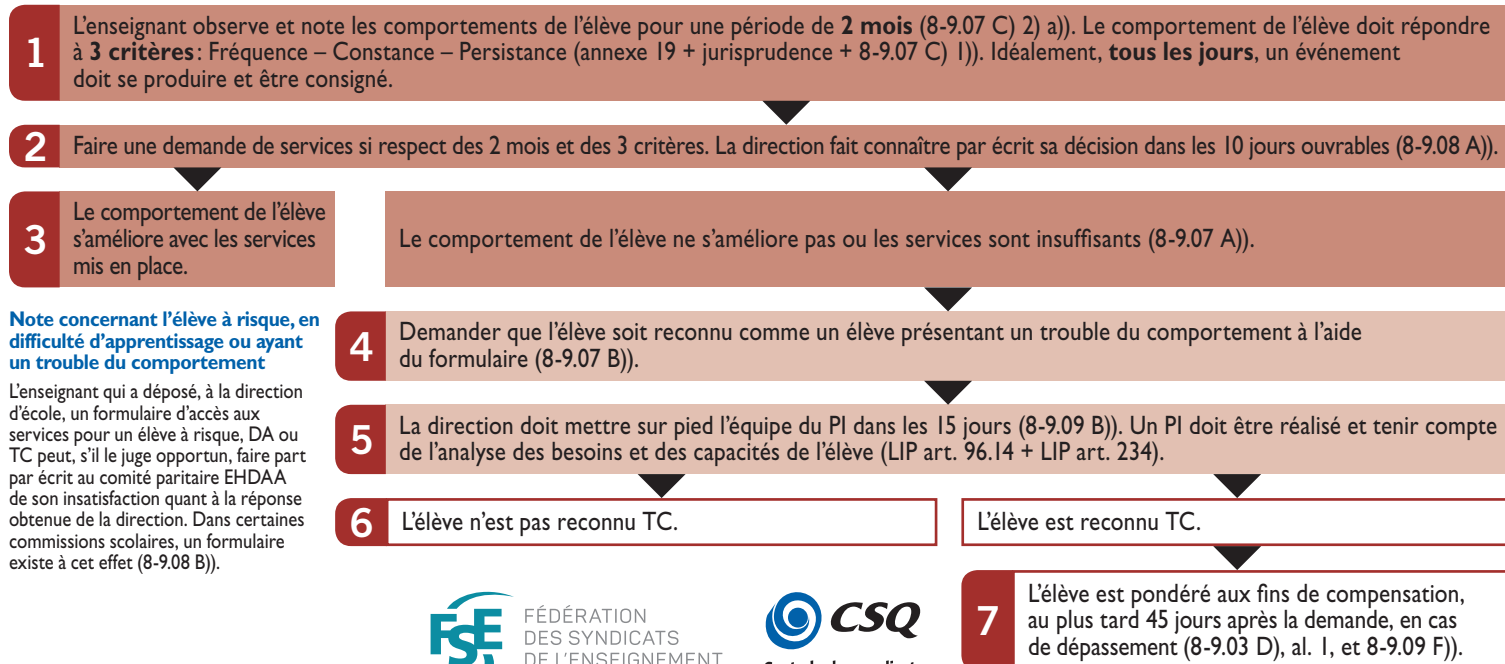 1
L'enseignant observe et note les comportements de l'élève pour une période de 2 mois (8-9.07 C) 2) a)). Le comportement de l'élève doit répondre
à 3 critères : Fréquence – Constance – Persistance (annexe 19 + jurisprudence + 8-9.07 C) 1)). Idéalement, tous les jours, un événement
doit se produire et être consigné.
2
Faire une demande de services si respect des 2 mois et des 3 critères. La direction fait connaître par écrit sa décision dans les 10 jours ouvrables (8-9.08 A)).
3
Le comportement de l'élève
s'améliore avec les services
mis en place.
Le comportement de l'élève ne s'améliore pas ou les services sont insuffisants (8-9.07 A)).
Note concernant l'élève à risque, en
difficulté d'apprentissage ou ayant
un trouble du comportement
L'enseignant qui a déposé, à la direction
d'école, un formulaire d'accès aux
services pour un élève à risque, DA ou
TC peut, s'il le juge opportun, faire part
par écrit au comité paritaire EHDAA
de son insatisfaction quant à la réponse
obtenue de la direction. Dans certaines
commissions scolaires, un formulaire
existe à cet effet (8-9.08 B)).
4
Demander que l'élève soit reconnu comme un élève présentant un trouble du comportement à l'aide
du formulaire (8-9.07 B)).
5
La direction doit mettre sur pied l'équipe du PI dans les 15 jours (8-9.09 B)). Un PI doit être réalisé et tenir compte
de l'analyse des besoins et des capacités de l'élève (LIP art. 96.14 + LIP art. 234).
6
L'élève n'est pas reconnu TC.
L'élève est reconnu TC.
7
L'élève est pondéré aux fins de compensation,
au plus tard 45 jours après la demande, en cas
de dépassement (8-9.03 D), al. 1, et 8-9.09 F)).
FSE
FÉDÉRATION
DES SYNDICATS
DE L'ENSEIGNEMENT
CSQ